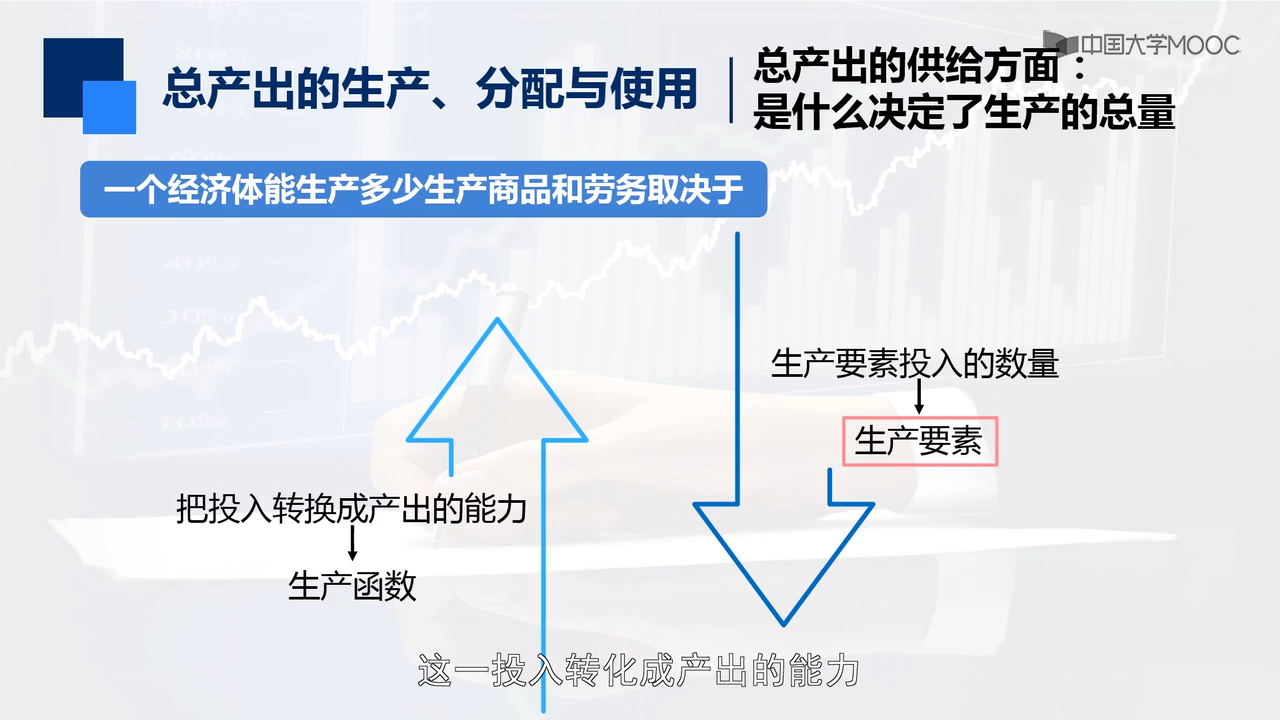 中国大学MOOC
总产出的生产、分配与使用
总产出的供给方面：
是什么决定了生产的总量
一个经济体能生产多少生产商品和劳务取决于
生产要素投入的数量
生产要素
把投入转换成产出的能力
生产函数
这一投入转化成产出的能力
40%
30%
10%